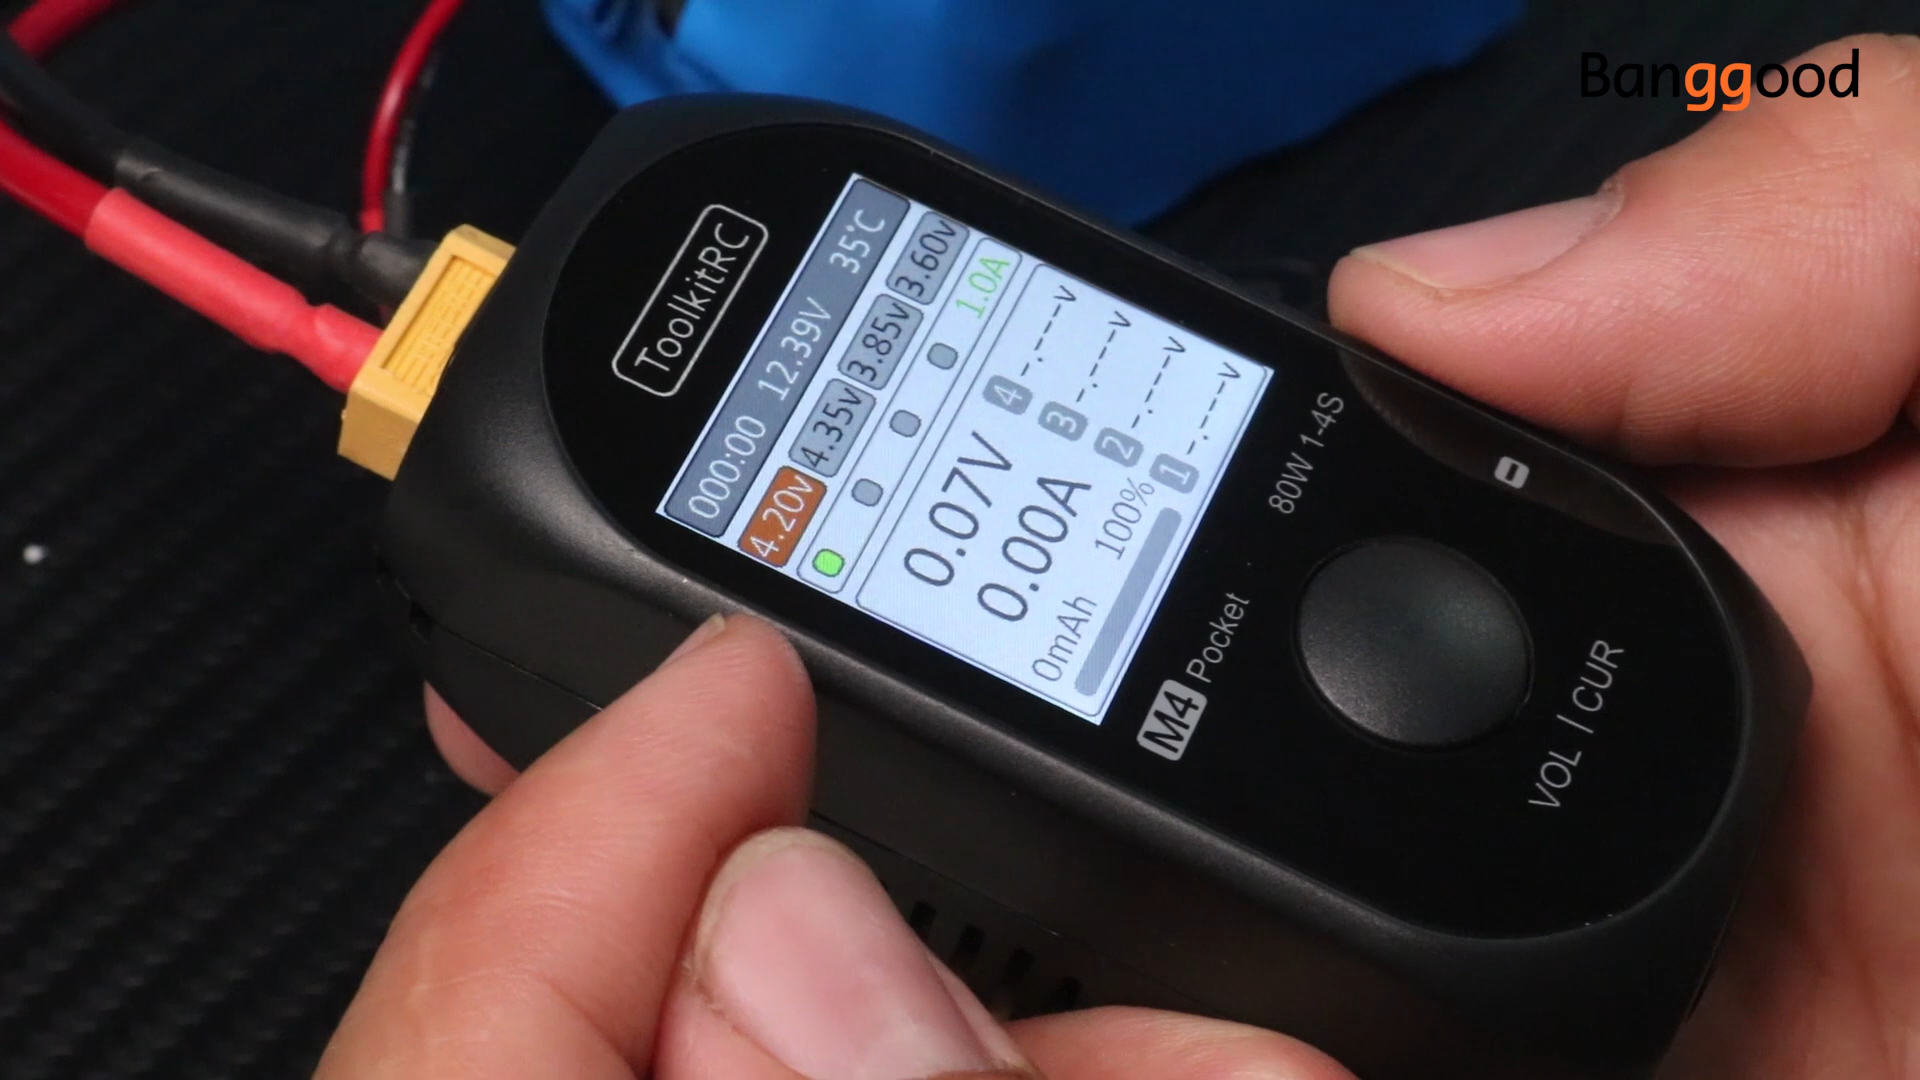 Banggood
ToolkitRC
000:00 12.39V 35°C
4.20v 4.35v 3.85v 3.60v
1.0A
0.07V
0.00A
0mAh 100%
4 -.---v
3 -.---v
2 -.---v
1 -.---v
M4 Pocket 80W 1-4S
VOL | CUR